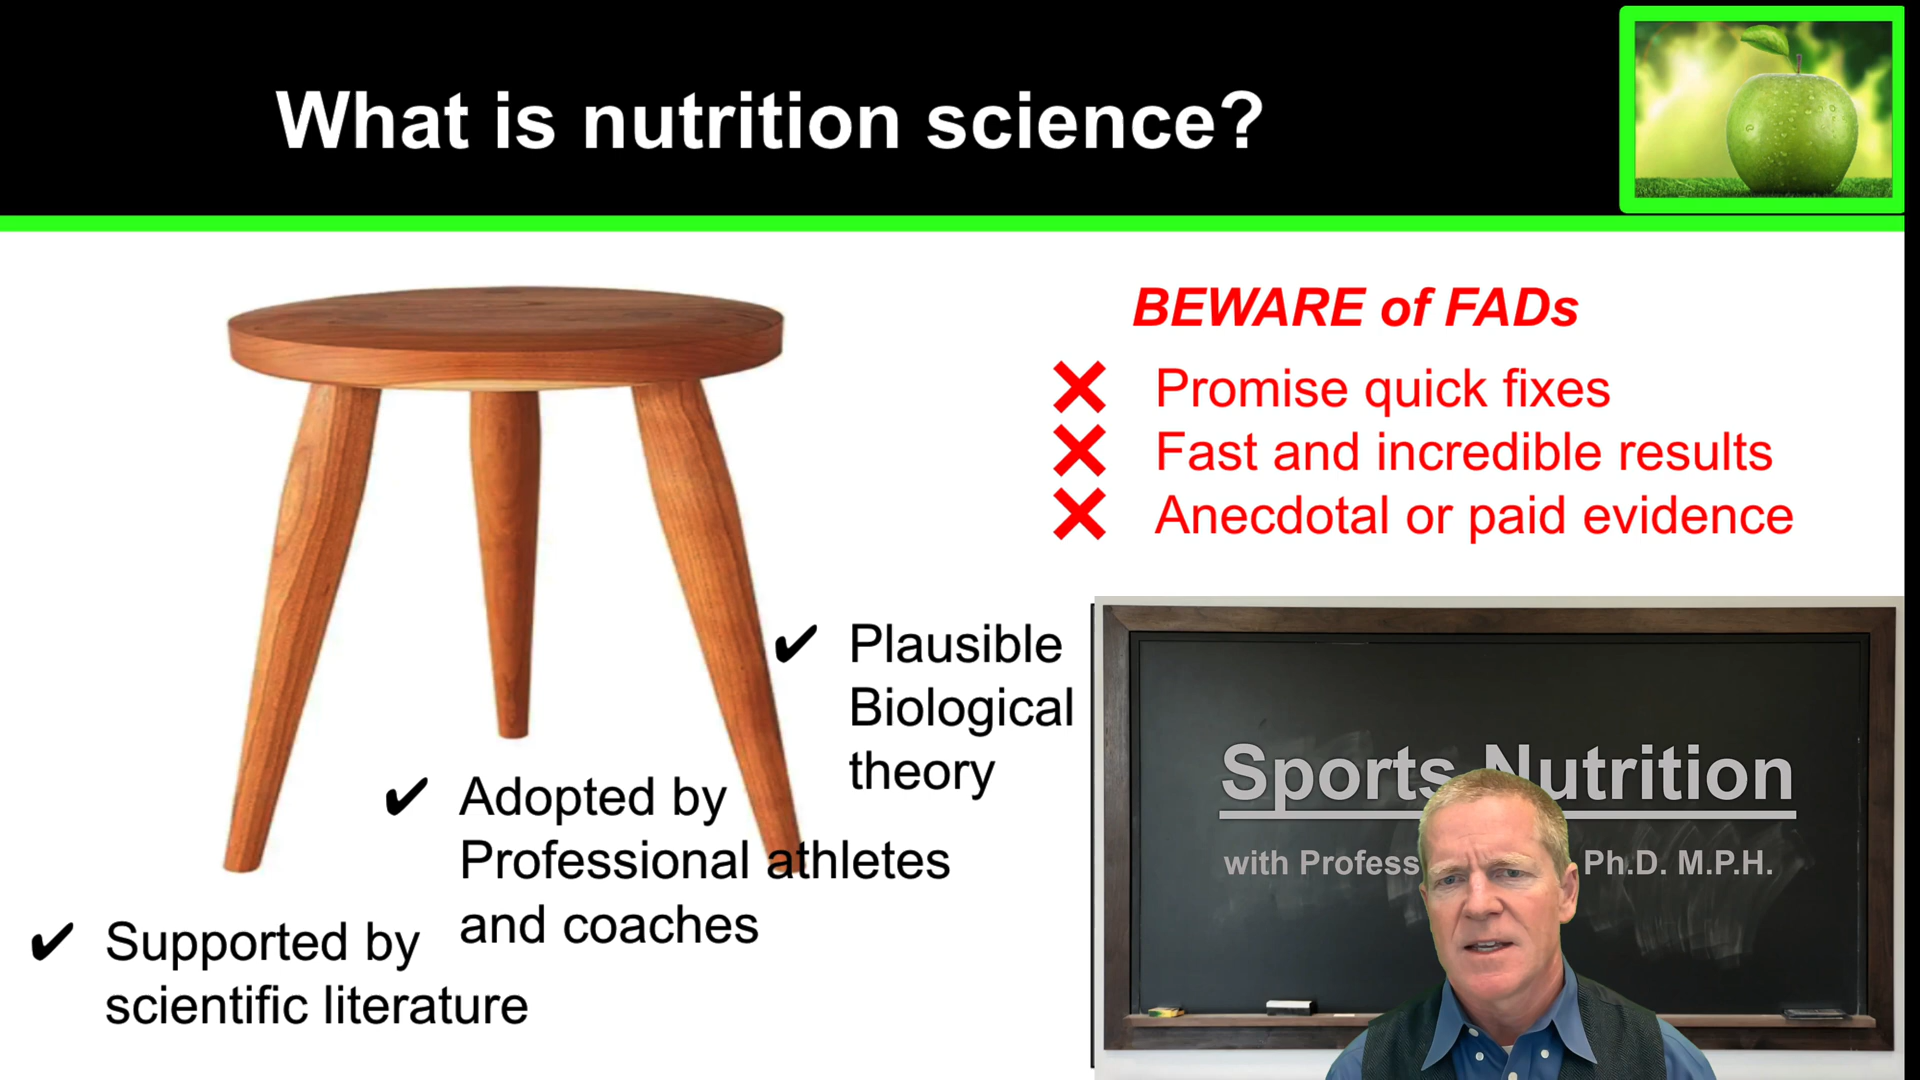 What is nutrition science?
BEWARE of FADs
Promise quick fixes
Fast and incredible results
Anecdotal or paid evidence
✔ Plausible
Biological
theory
✔ Adopted by
Professional athletes
and coaches
✔ Supported by
scientific literature
Sports Nutrition
with Ph.D. M.P.H.